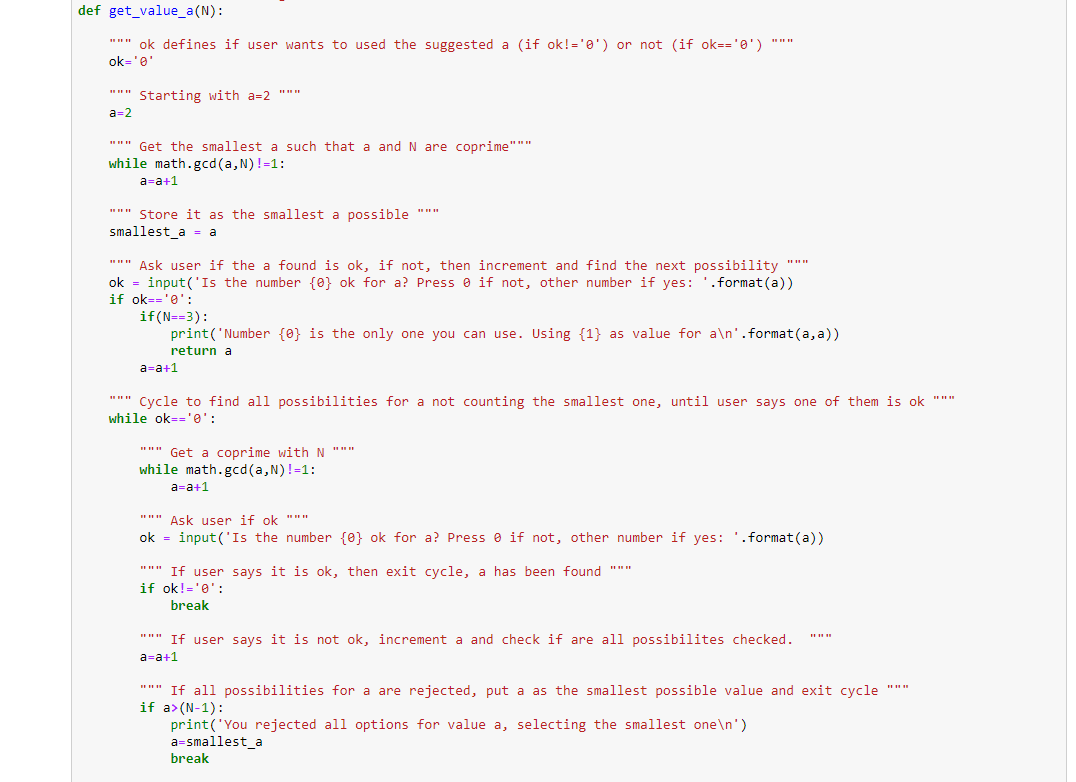 def get_value_a(N):
""" ok defines if user wants to used the suggested a (if ok!='0') or not (if ok=='0') """
ok='0'
""" Starting with a=2 """
a=2
""" Get the smallest a such that a and N are coprime"""
while math.gcd(a,N)!=1:
a=a+1
""" Store it as the smallest a possible """
smallest_a = a
""" Ask user if the a found is ok, if not, then increment and find the next possibility """
ok = input('Is the number {0} ok for a? Press 0 if not, other number if yes: '.format(a))
if ok=='0':
if(N==3):
print('Number {0} is the only one you can use. Using {1} as value for a\n'.format(a,a))
return a
a=a+1
""" Cycle to find all possibilities for a not counting the smallest one, until user says one of them is ok """
while ok=='0':
""" Get a coprime with N """
while math.gcd(a,N)!=1:
a=a+1
""" Ask user if ok """
ok = input('Is the number {0} ok for a? Press 0 if not, other number if yes: '.format(a))
""" If user says it is ok, then exit cycle, a has been found """
if ok!='0':
break
""" If user says it is not ok, increment a and check if are all possibilites checked.  """
a=a+1
""" If all possibilities for a are rejected, put a as the smallest possible value and exit cycle """
if a>(N-1):
print('You rejected all options for value a, selecting the smallest one\n')
a=smallest_a
break